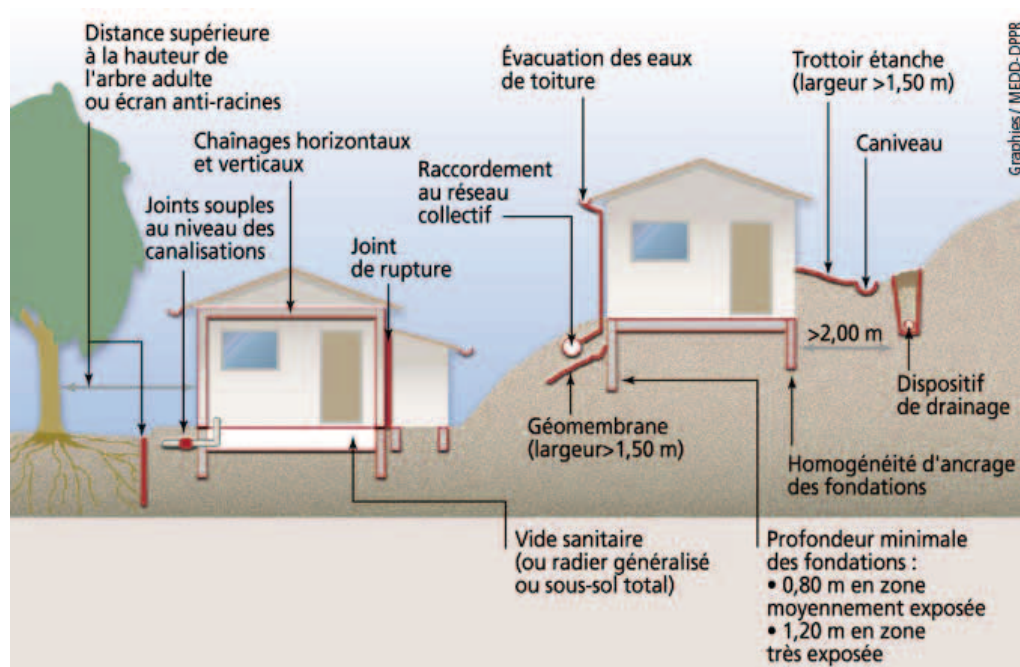 Distance supérieure
à la hauteur de
l'arbre adulte
ou écran anti-racines
Chaînages horizontaux
et verticaux
Joints souples
au niveau des
canalisations
Joint
de rupture
Évacuation des eaux
de toiture
Raccordement
au réseau
collectif
Trottoir étanche
(largeur >1,50 m)
Caniveau
Graphies / MEDD-DPPR
>2,00 m
Dispositif
de drainage
Géomembrane
(largeur>1,50 m)
Homogénéité d'ancrage
des fondations
Vide sanitaire
(ou radier généralisé
ou sous-sol total)
Profondeur minimale
des fondations :
• 0,80 m en zone
moyennement exposée
• 1,20 m en zone
très exposée